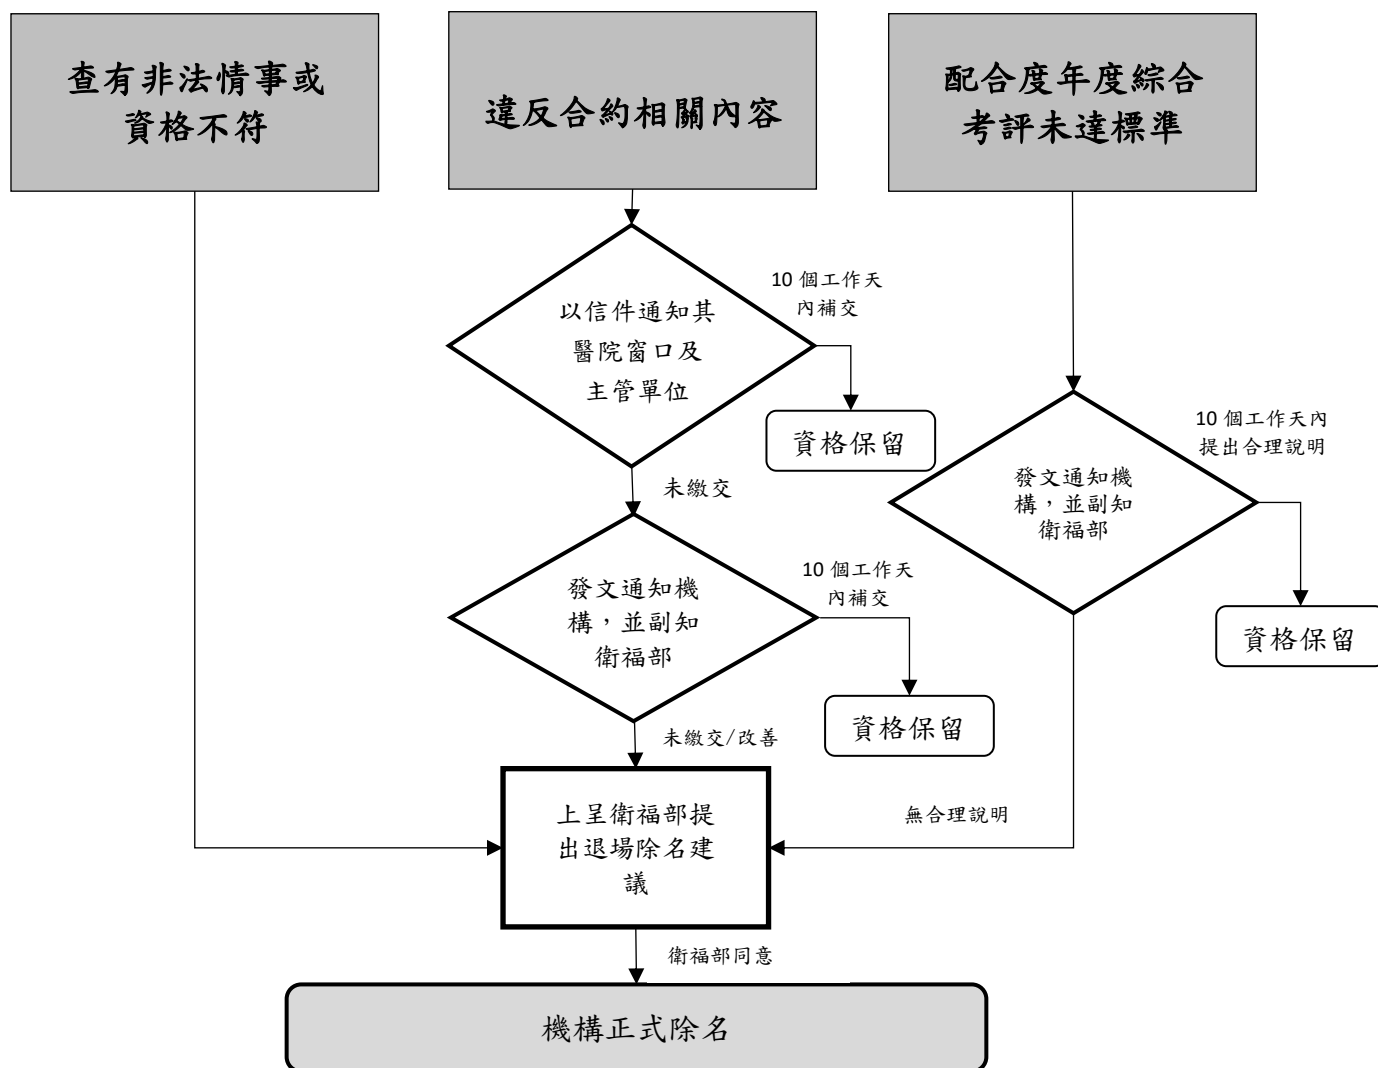 查有非法情事或
資格不符
違反合約相關內容
配合度年度綜合
考評未達標準
以信件通知其
醫院窗口及
主管單位
10 個工作天
內補交
資格保留
未繳交
發文通知機
構，並副知
衛福部
10 個工作天內
提出合理說明
資格保留
發文通知機
構，並副知
衛福部
10 個工作天
內補交
資格保留
未繳交/改善
無合理說明
上呈衛福部提
出退場除名建
議
衛福部同意
機構正式除名